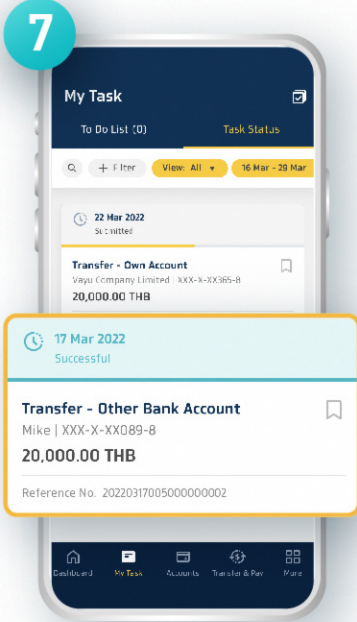 7
My Task
To Do List (0)
Task Status
+ Filter
View: All
16 Mar - 29 Mar
22 Mar 2022
Submitted
Transfer - Own Account
Vayu Company Limited | XXX-X-XX365-8
20,000.00 THB
17 Mar 2022
Successful
Transfer - Other Bank Account
Mike | XXX-X-XX089-8
20,000.00 THB
Reference No. 20220317005000000002
Dashboard
My Task
Accounts
Transfer & Pay
More